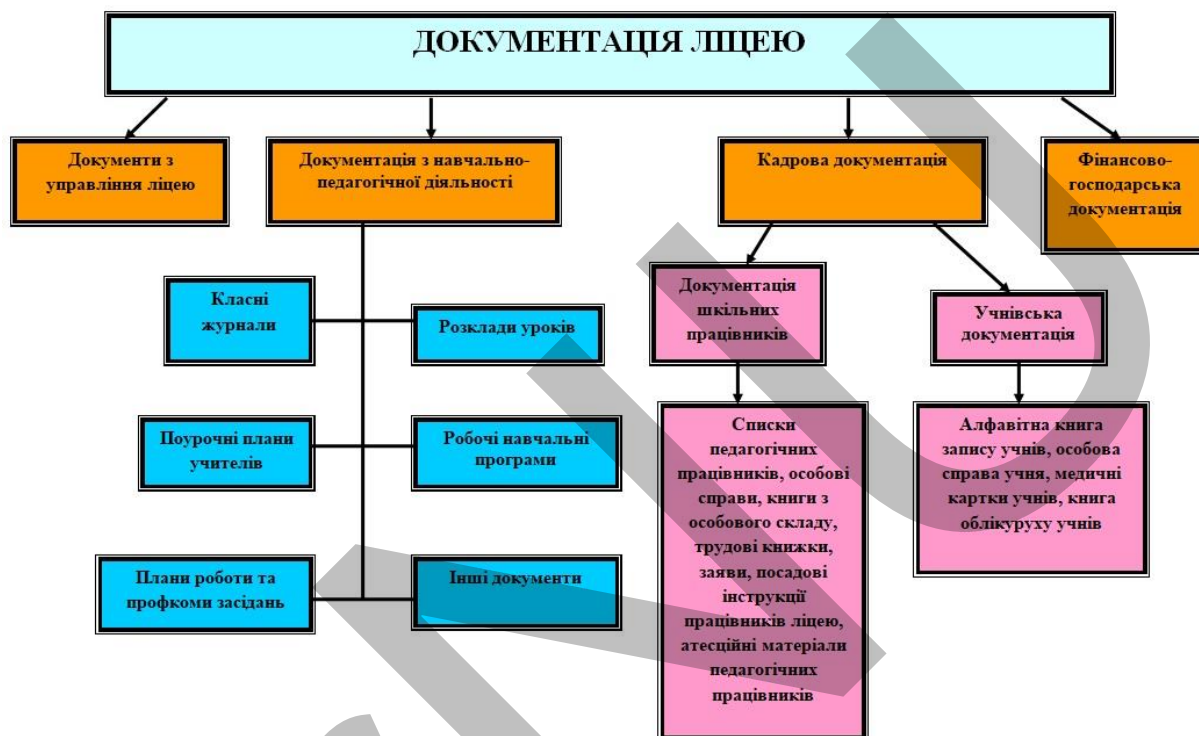 ДОКУМЕНТАЦІЯ ЛІЦЕЮ
Документи з
управління ліцею
Документація з навчально-
педагогічної діяльності
Кадрова документація
Фінансово-
господарська
документація
Класні
журнали
Розклади уроків
Поурочні плани
учителів
Робочі навчальні
програми
Плани роботи та
профкоми засідань
Інші документи
Документація
шкільних
працівників
Учнівська
документація
Списки
педагогічних
працівників, особові
справи, книги з
особового складу,
трудові книжки,
заяви, посадові
інструкції
працівників ліцею,
атесційні матеріали
педагогічних
працівників
Алфавітна книга
запису учнів, особова
справа учня, медичні
картки учнів, книга
облікуруху учнів